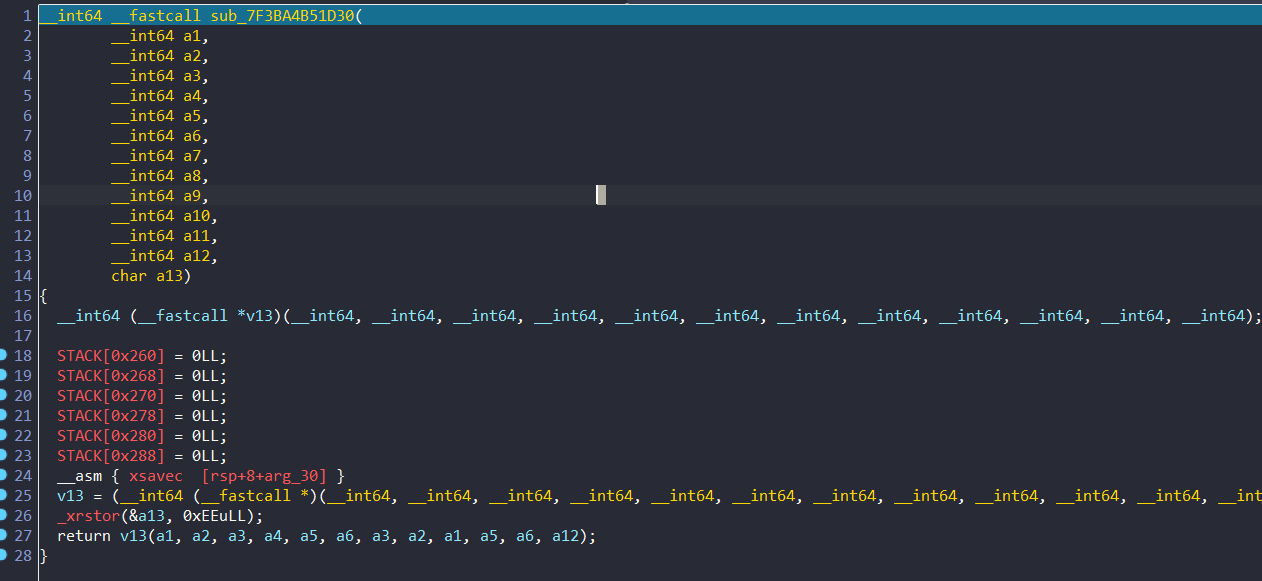 1 __int64 __fastcall sub_7F3BA4B51D30(
2 __int64 a1,
3 __int64 a2,
4 __int64 a3,
5 __int64 a4,
6 __int64 a5,
7 __int64 a6,
8 __int64 a7,
9 __int64 a8,
10 __int64 a9,
11 __int64 a10,
12 __int64 a11,
13 __int64 a12,
14 char a13)
15 {
16 __int64 (__fastcall *v13)(__int64, __int64, __int64, __int64, __int64, __int64, __int64, __int64, __int64, __int64, __int64, __int64);
17
18 STACK[0x260] = 0LL;
19 STACK[0x268] = 0LL;
20 STACK[0x270] = 0LL;
21 STACK[0x278] = 0LL;
22 STACK[0x280] = 0LL;
23 STACK[0x288] = 0LL;
24 __asm { xsavec [rsp+8+arg_30] }
25 v13 = (__int64 (__fastcall *)(__int64, __int64, __int64, __int64, __int64, __int64, __int64, __int64, __int64, __int64, __int64, __int
26 _xrstor(&a13, 0xEEuLL);
27 return v13(a1, a2, a3, a4, a5, a6, a3, a2, a1, a5, a6, a12);
28 }